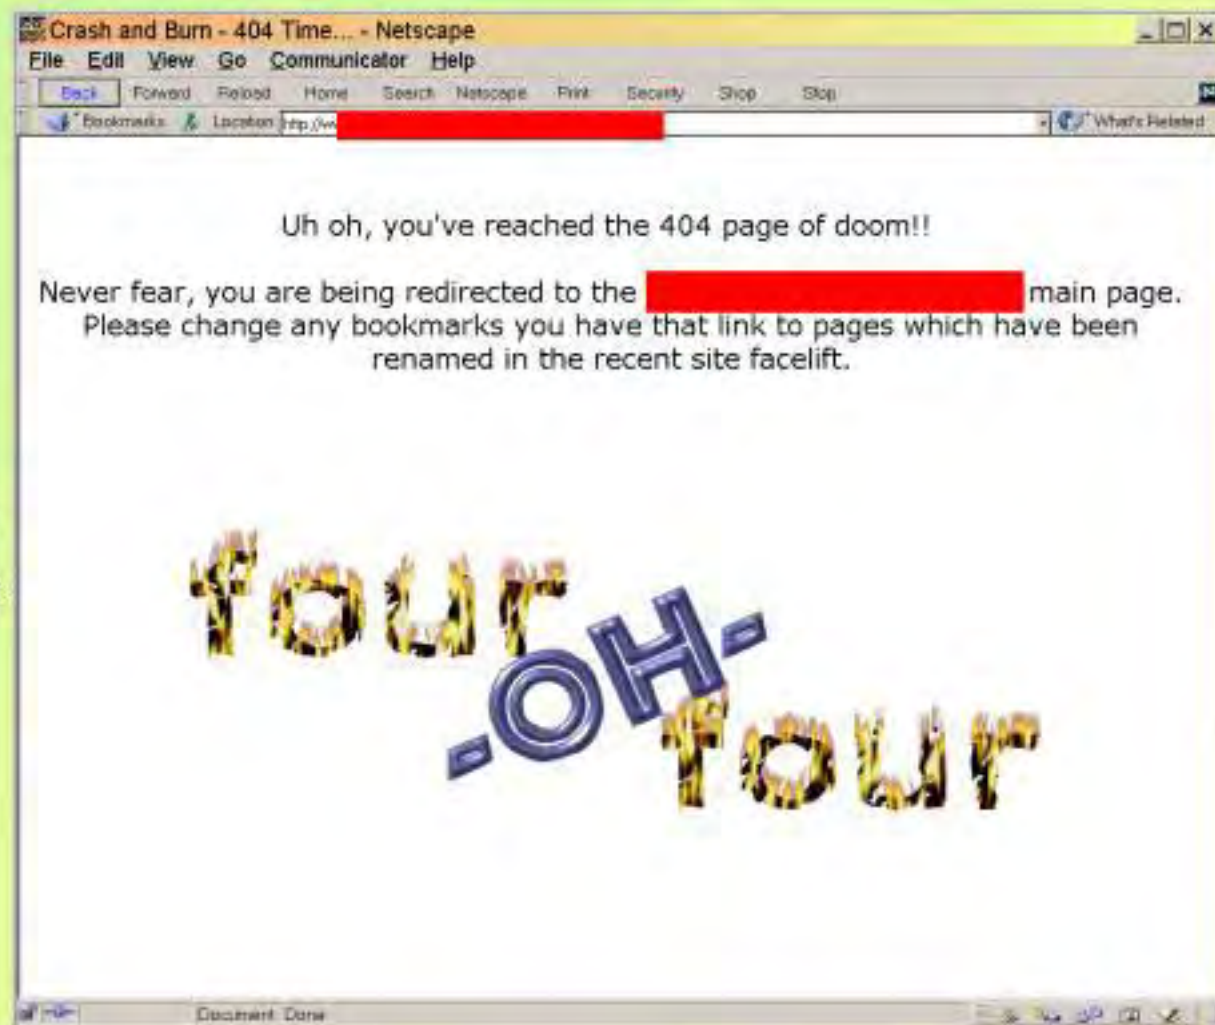 Crash and Burn - 404 Time... - Netscape
File Edit View Go Communicator Help
Back Forward Reload Home Search Netscape Print Security Shop Stop
Bookmarks Location: http://w What's Related
Uh oh, you've reached the 404 page of doom!!
Never fear, you are being redirected to the main page.
Please change any bookmarks you have that link to pages which have been
renamed in the recent site facelift.
four
-OH-
four
Document: Done